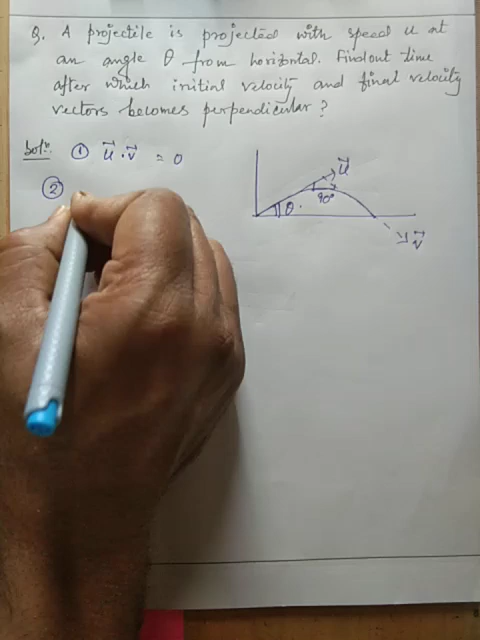 Q. A projectile is projected with speed u at
an angle θ from horizontal. Findout time
after which initial velocity and final velocity
vectors becomes perpendicular?
Solⁿ. ① u⃗ . v⃗ = 0
②
u⃗
90°
θ.
v⃗